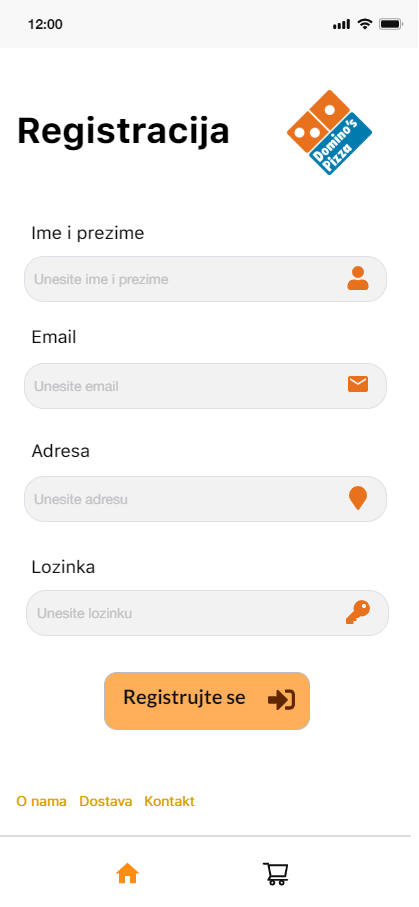 12:00
Registracija
Domino's
Pizza
Ime i prezime
Unesite ime i prezime
Email
Unesite email
Adresa
Unesite adresu
Lozinka
Unesite lozinku
Registrujte se
O nama Dostava Kontakt